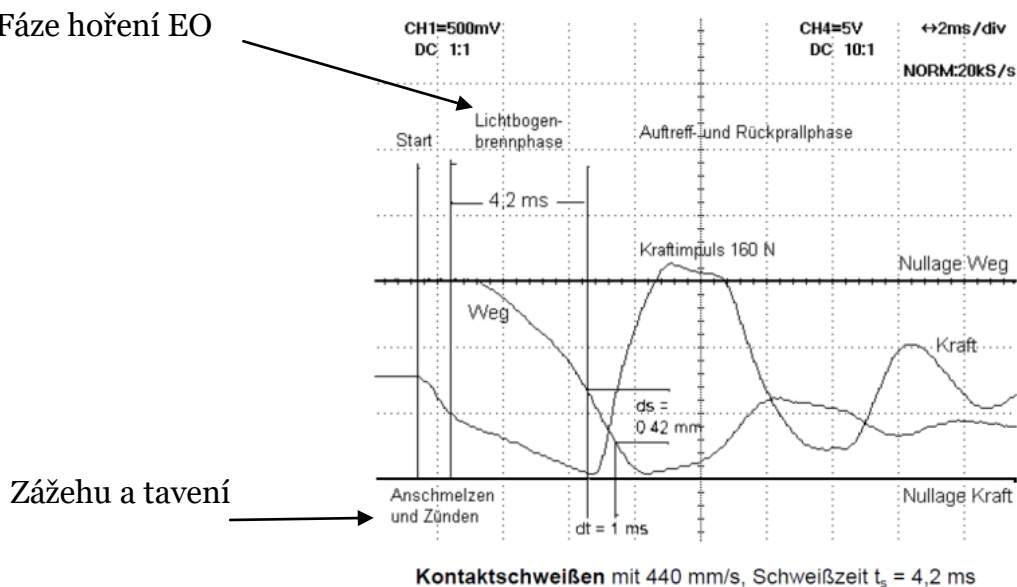 Fáze hoření EO
CH1=500mV
DC 1:1
CH4=5V
DC 10:1
↔2ms/div
NORM:20kS/s
Start
Lichtbogen-
brennphase
Auftreff- und Rückprallphase
4,2 ms
Kraftimpuls 160 N
Nullage Weg
Weg
Kraft
ds =
0 42 mm
Zážehu a tavení
Anschmelzen
und Zünden
dt = 1 ms
Nullage Kraft
Kontaktschweißen mit 440 mm/s, Schweißzeit ts = 4,2 ms